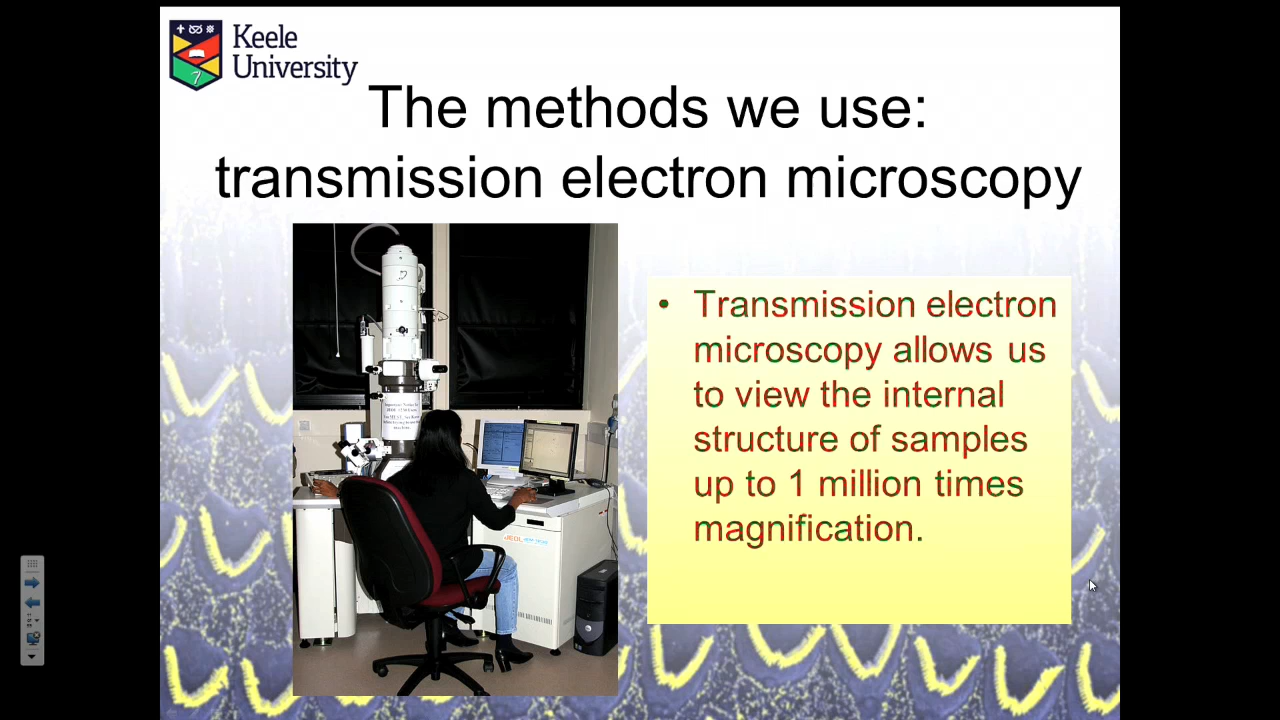 Keele
University
The methods we use:
transmission electron microscopy
• Transmission electron
microscopy allows us
to view the internal
structure of samples
up to 1 million times
magnification.
JEOL